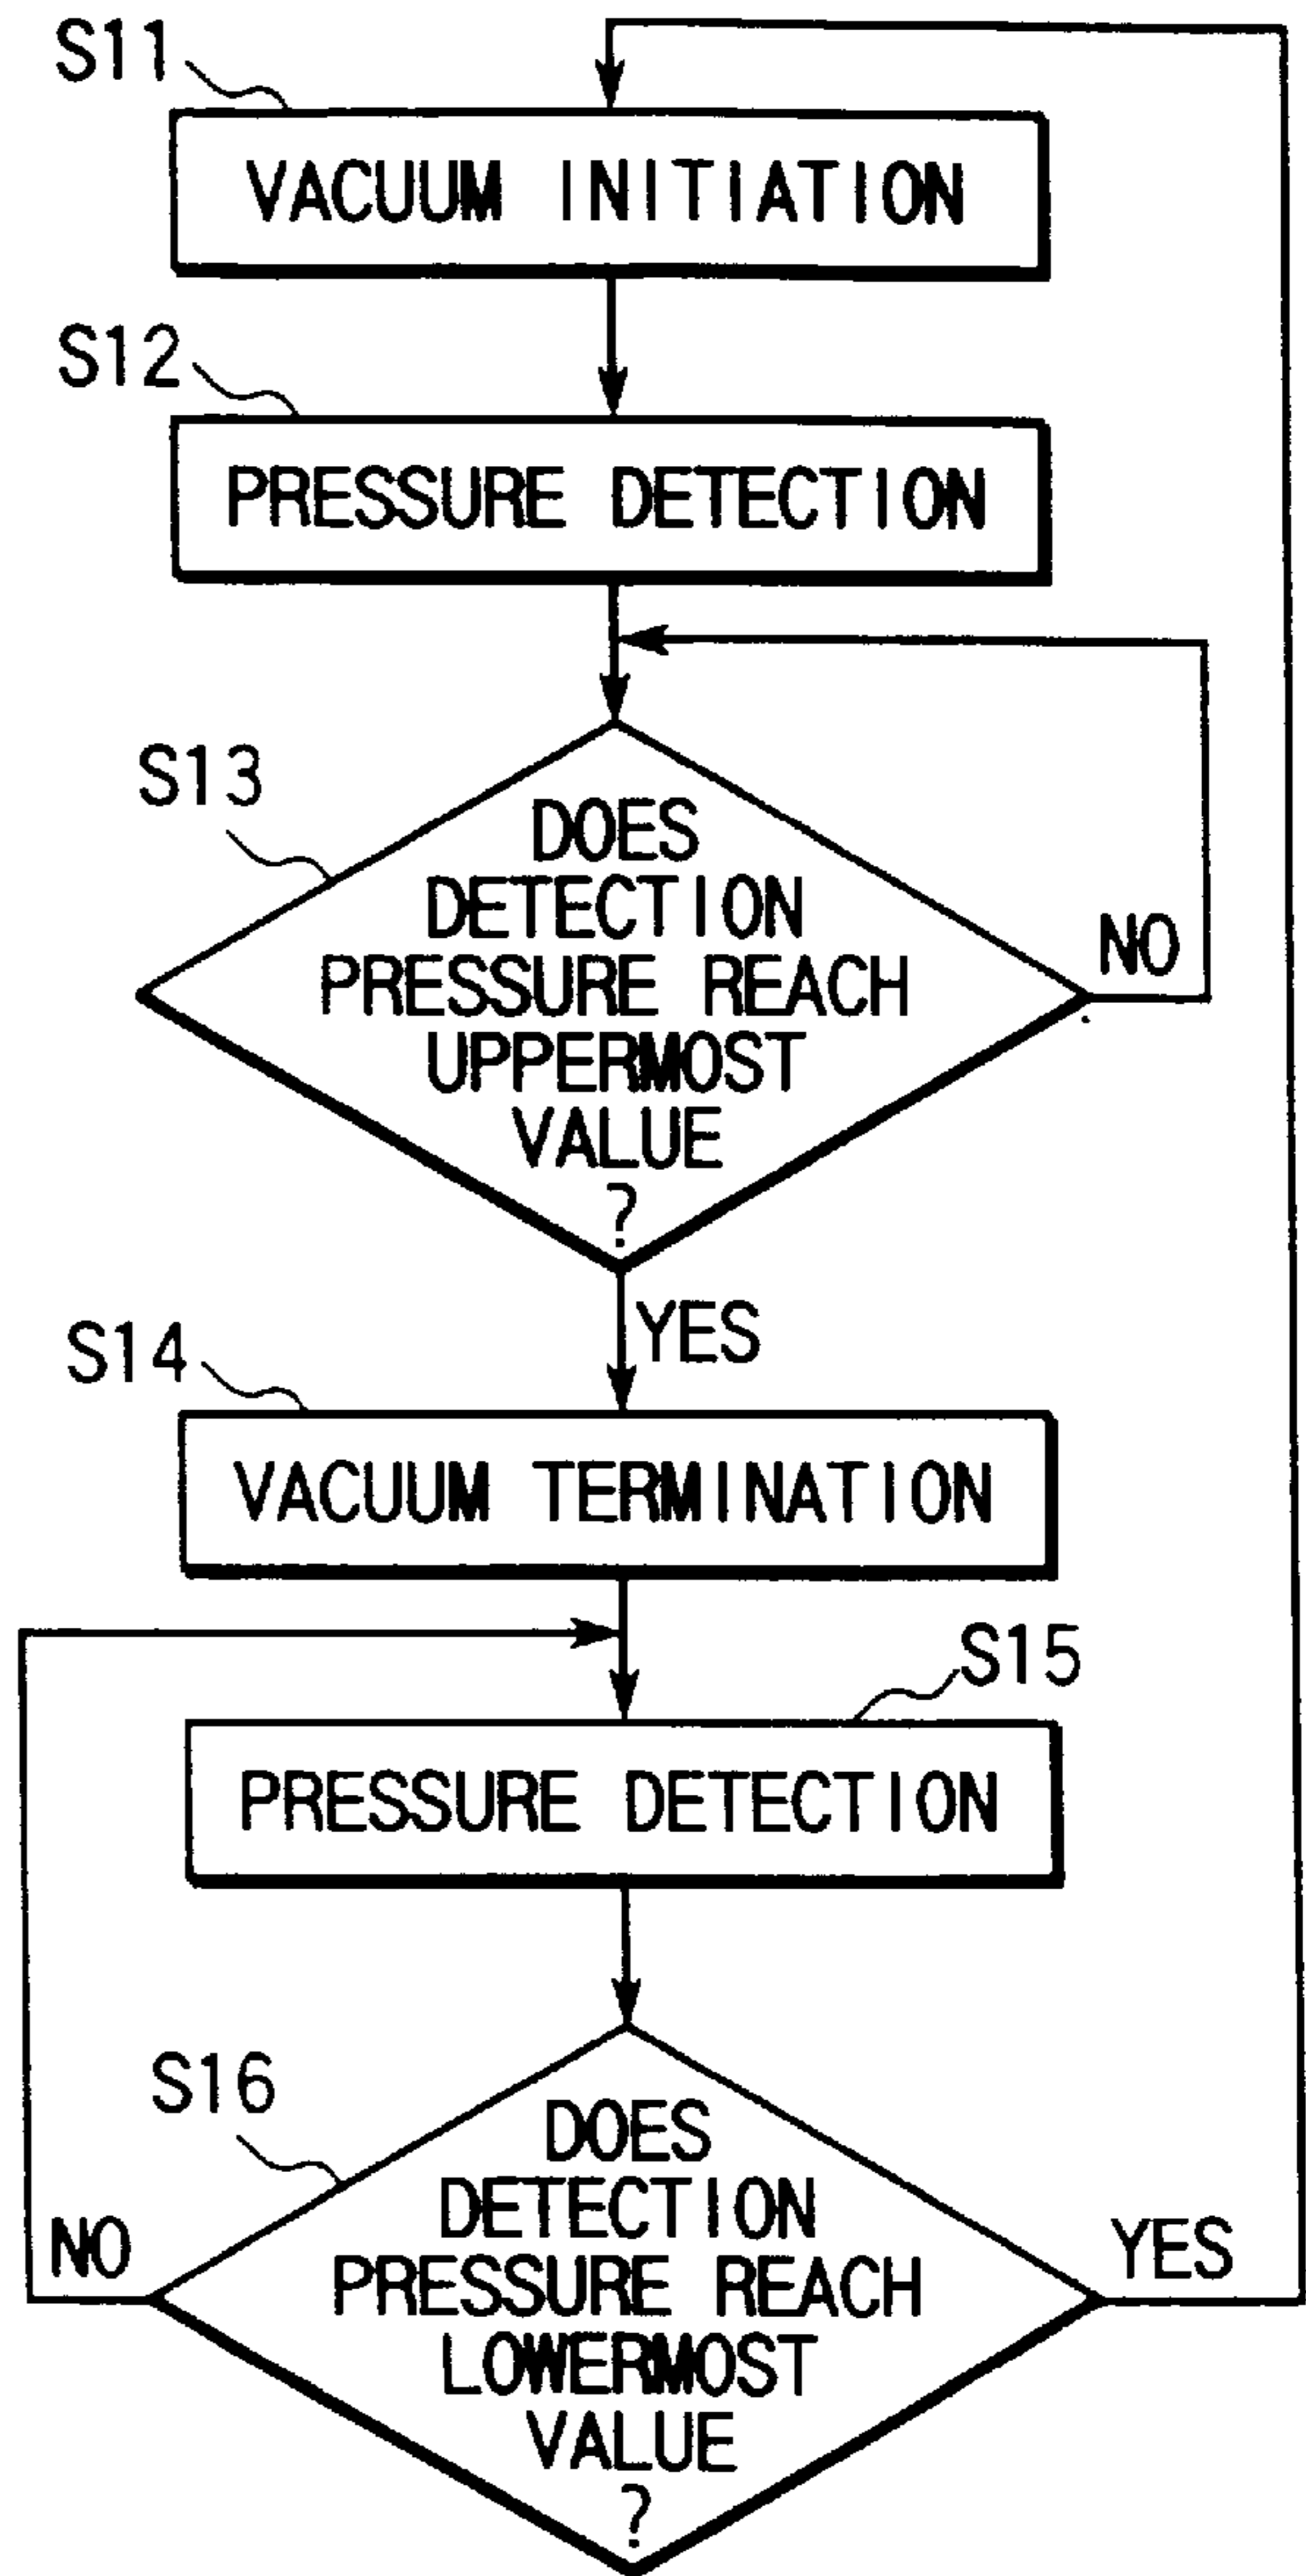 S11
VACUUM INITIATION
S12
PRESSURE DETECTION
S13
DOES
DETECTION
PRESSURE REACH
UPPERMOST
VALUE
?
NO
YES
S14
VACUUM TERMINATION
S15
PRESSURE DETECTION
S16
DOES
DETECTION
PRESSURE REACH
LOWERMOST
VALUE
?
NO
YES